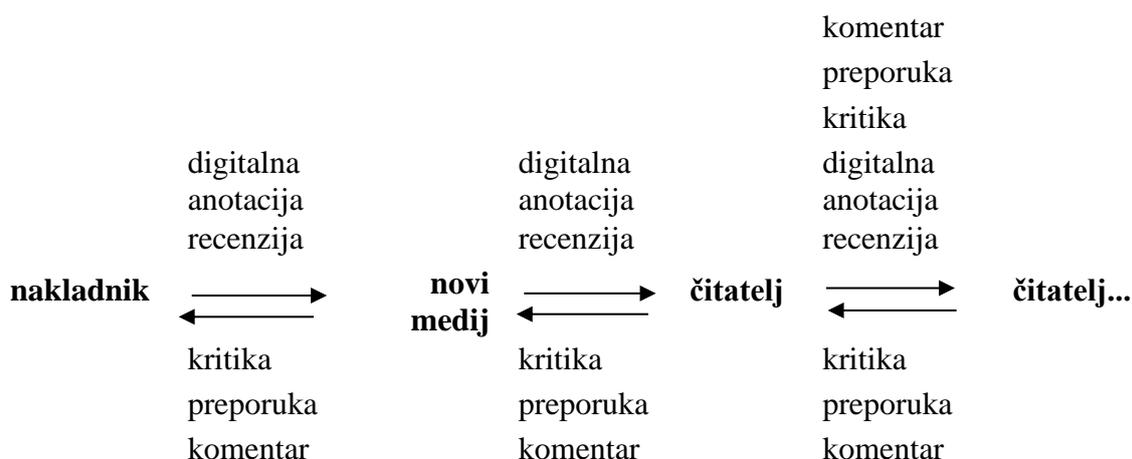 komentar
preporuka
kritika
digitalna digitalna digitalna
anotacija anotacija anotacija
recenzija recenzija recenzija
nakladnik novi medij čitatelj čitatelj...
kritika kritika kritika
preporuka preporuka preporuka
komentar komentar komentar